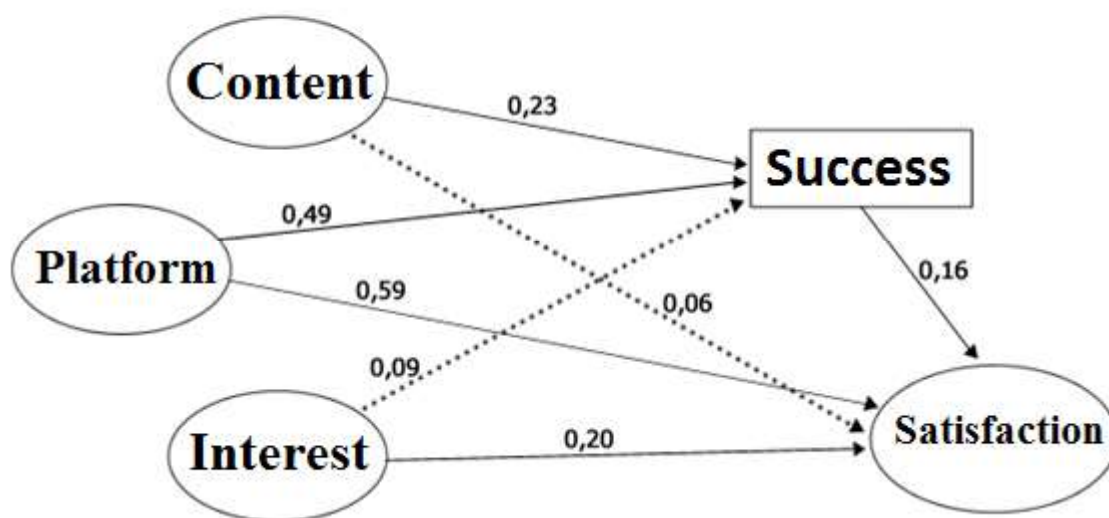 Content
0,23
Success
0,49
Platform
0,16
0,59
0,06
0,09
Interest
0,20
Satisfaction